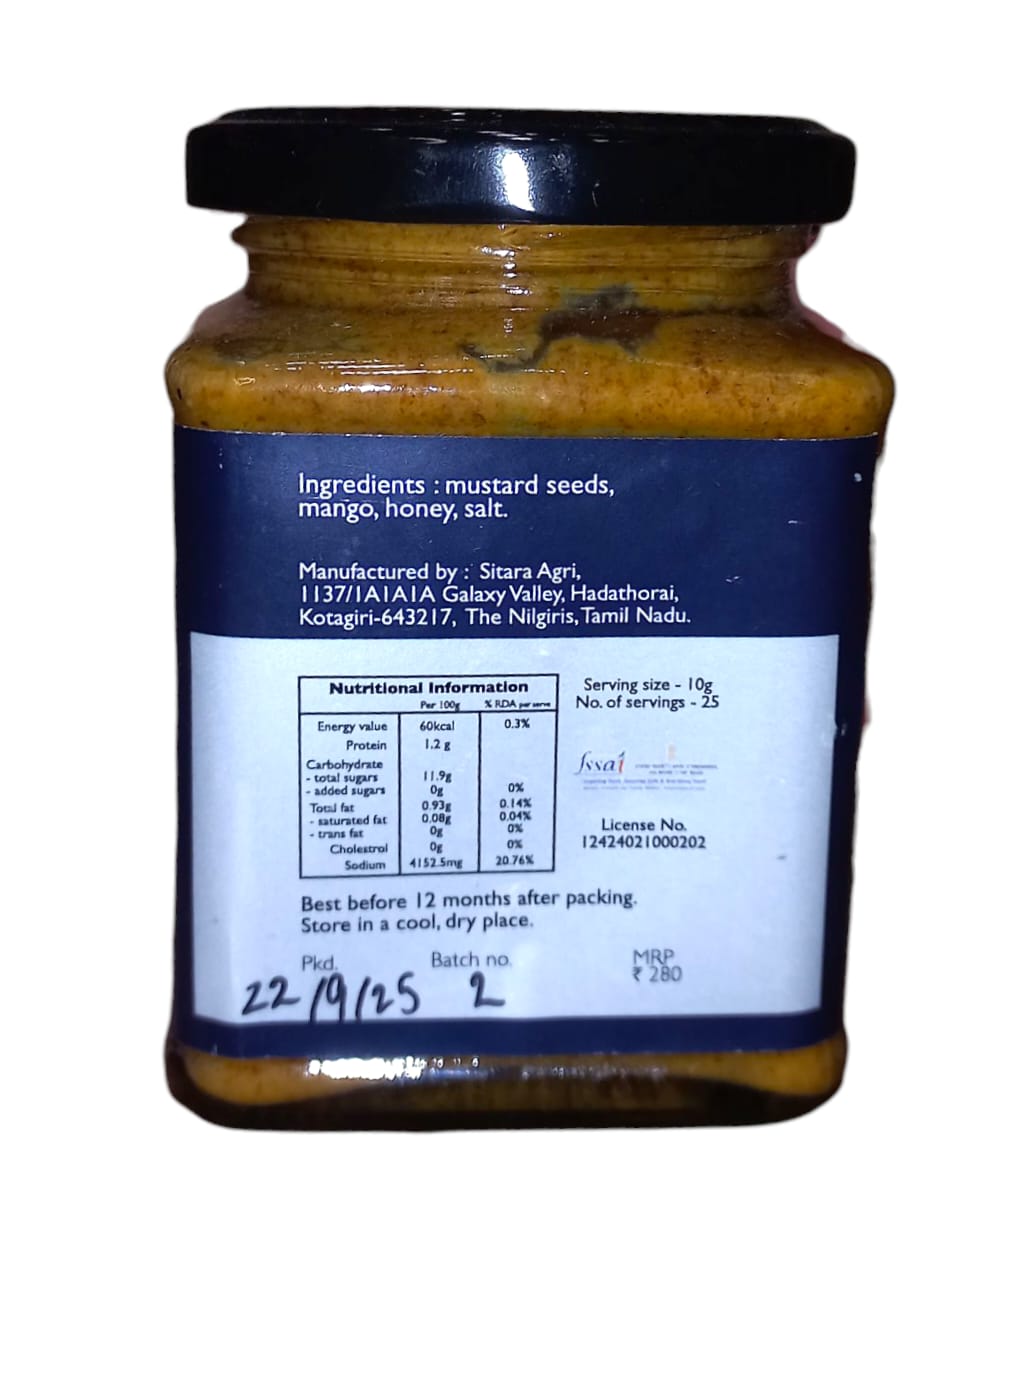 Ingredients : mustard seeds,
mango, honey, salt.
Manufactured by : Sitara Agri,
1137/1A1A1A Galaxy Valley, Hadathorai,
Kotagiri-643217, The Nilgiris, Tamil Nadu.
Nutritional Information
Per 100g % RDA per serve
Energy value 60kcal 0.3%
Protein 1.2 g
Carbohydrate
- total sugars 11.9g
- added sugars 0g 0%
Total fat 0.93g 0.14%
- saturated fat 0.08g 0.04%
- trans fat 0g 0%
Cholestrol 0g 0%
Sodium 4152.5mg 20.76%
Serving size - 10g
No. of servings - 25
fssai
License No.
12424021000202
Best before 12 months after packing.
Store in a cool, dry place.
Pkd. Batch no. MRP
22/9/25 2 ₹ 280